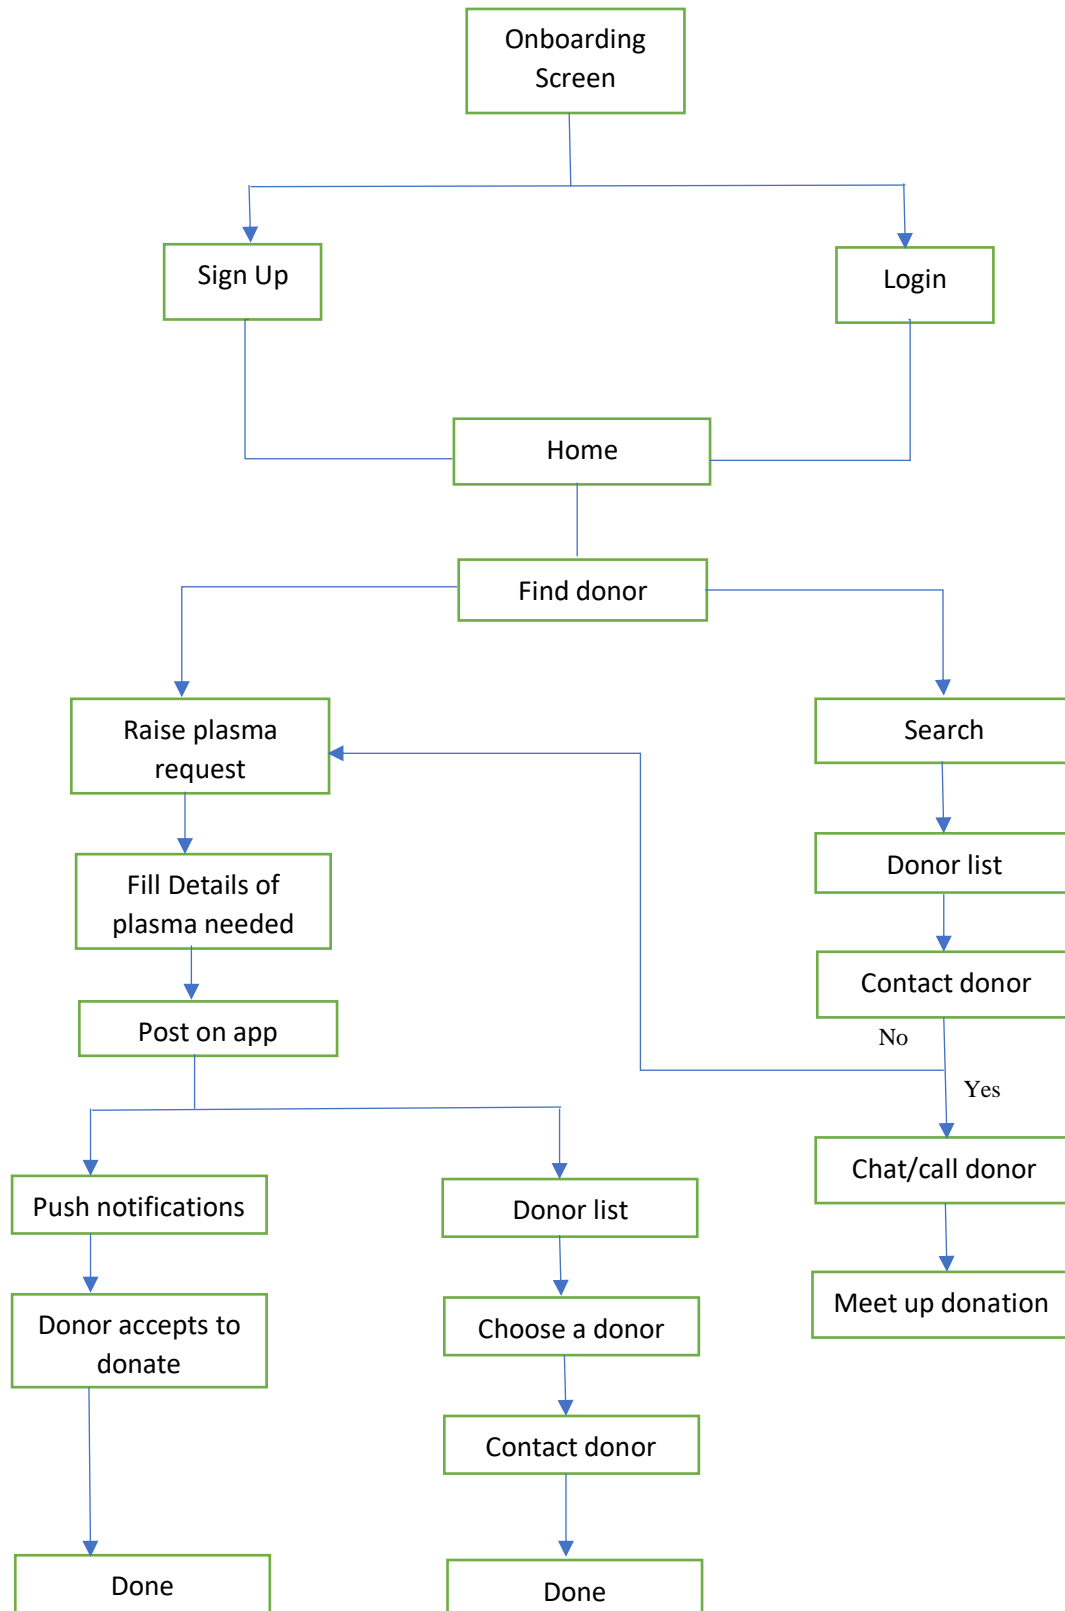 Onboarding
Screen
Sign Up
Login
Home
Find donor
Raise plasma
request
Search
Fill Details of
plasma needed
Donor list
Contact donor
Post on app
No
Yes
Push notifications
Donor list
Chat/call donor
Donor accepts to
donate
Choose a donor
Meet up donation
Contact donor
Done
Done